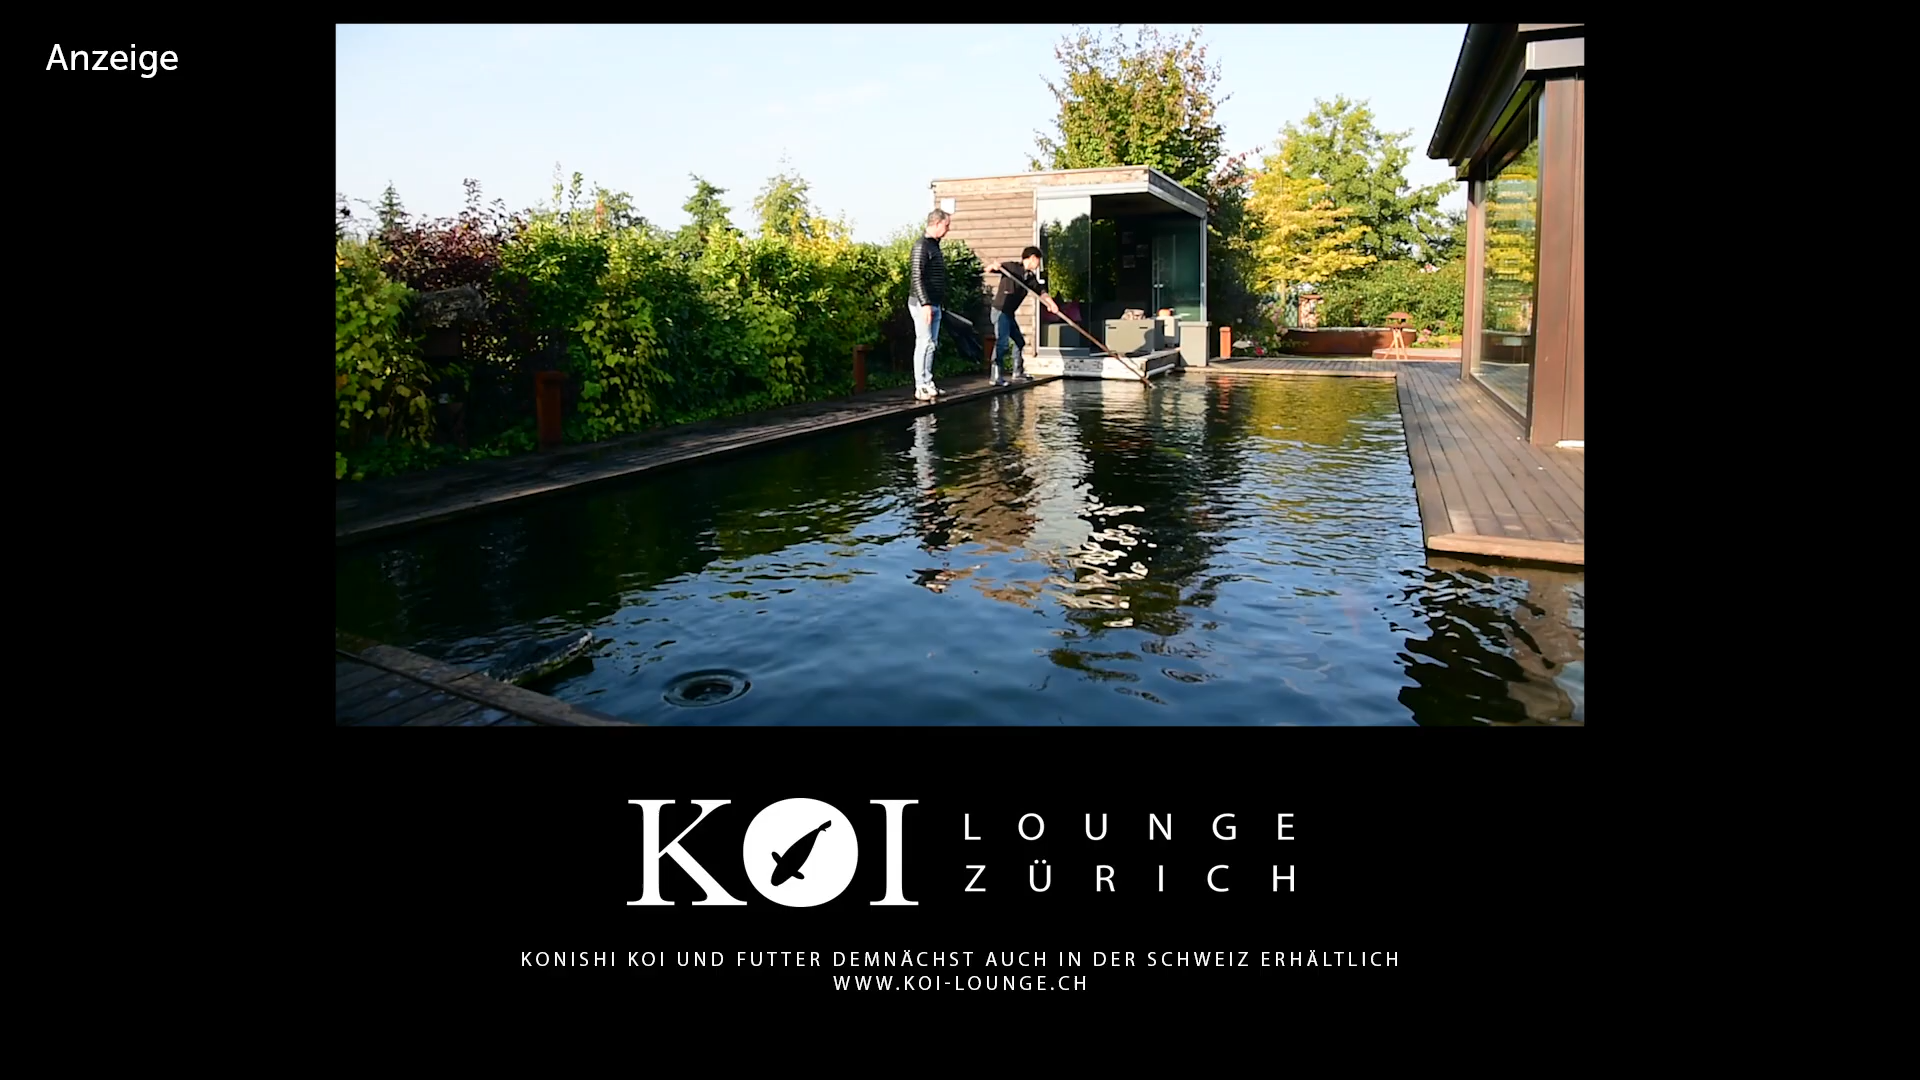 Anzeige
KOI
LOUNGE
ZÜRICH
KONISHI KOI UND FUTTER DEMNÄCHST AUCH IN DER SCHWEIZ ERHÄLTLICH
WWW.KOI-LOUNGE.CH